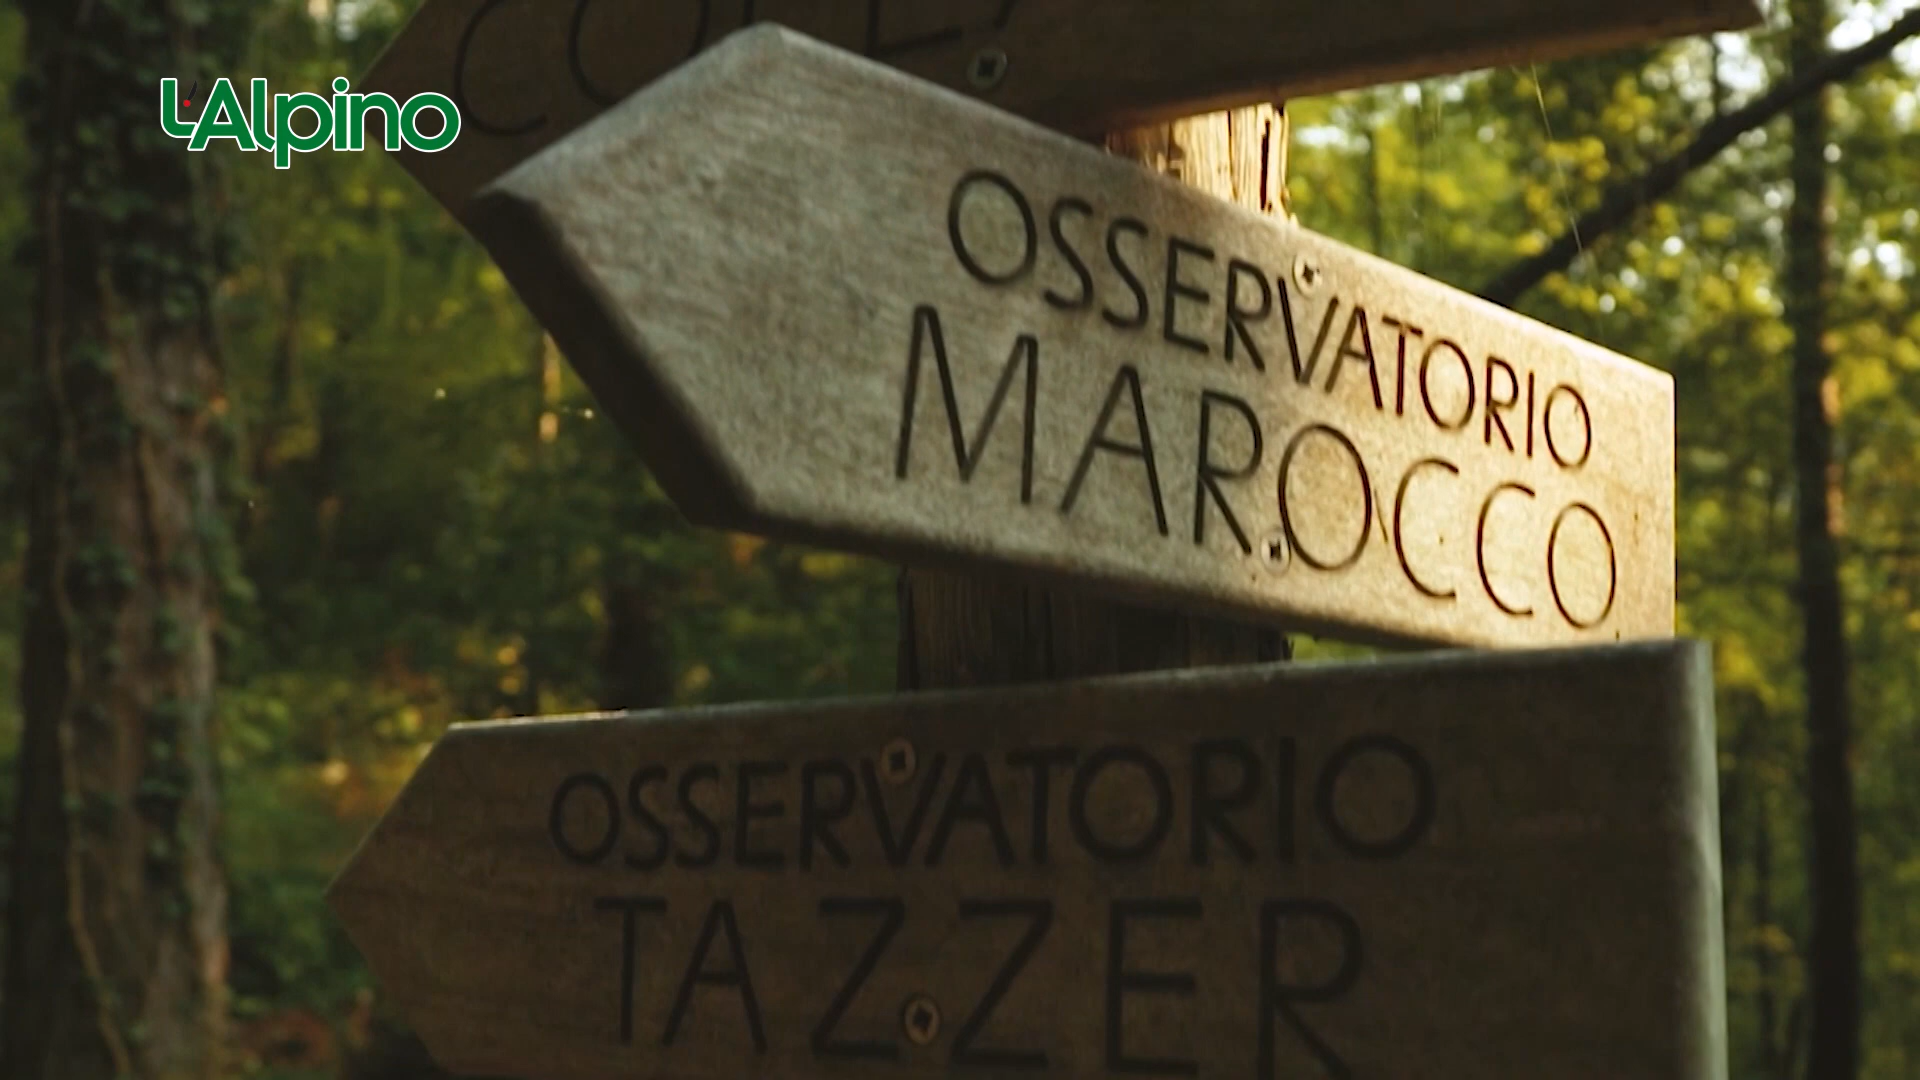 L'Alpino
OSSERVATORIO
MAROCCO
OSSERVATORIO
TAZZER